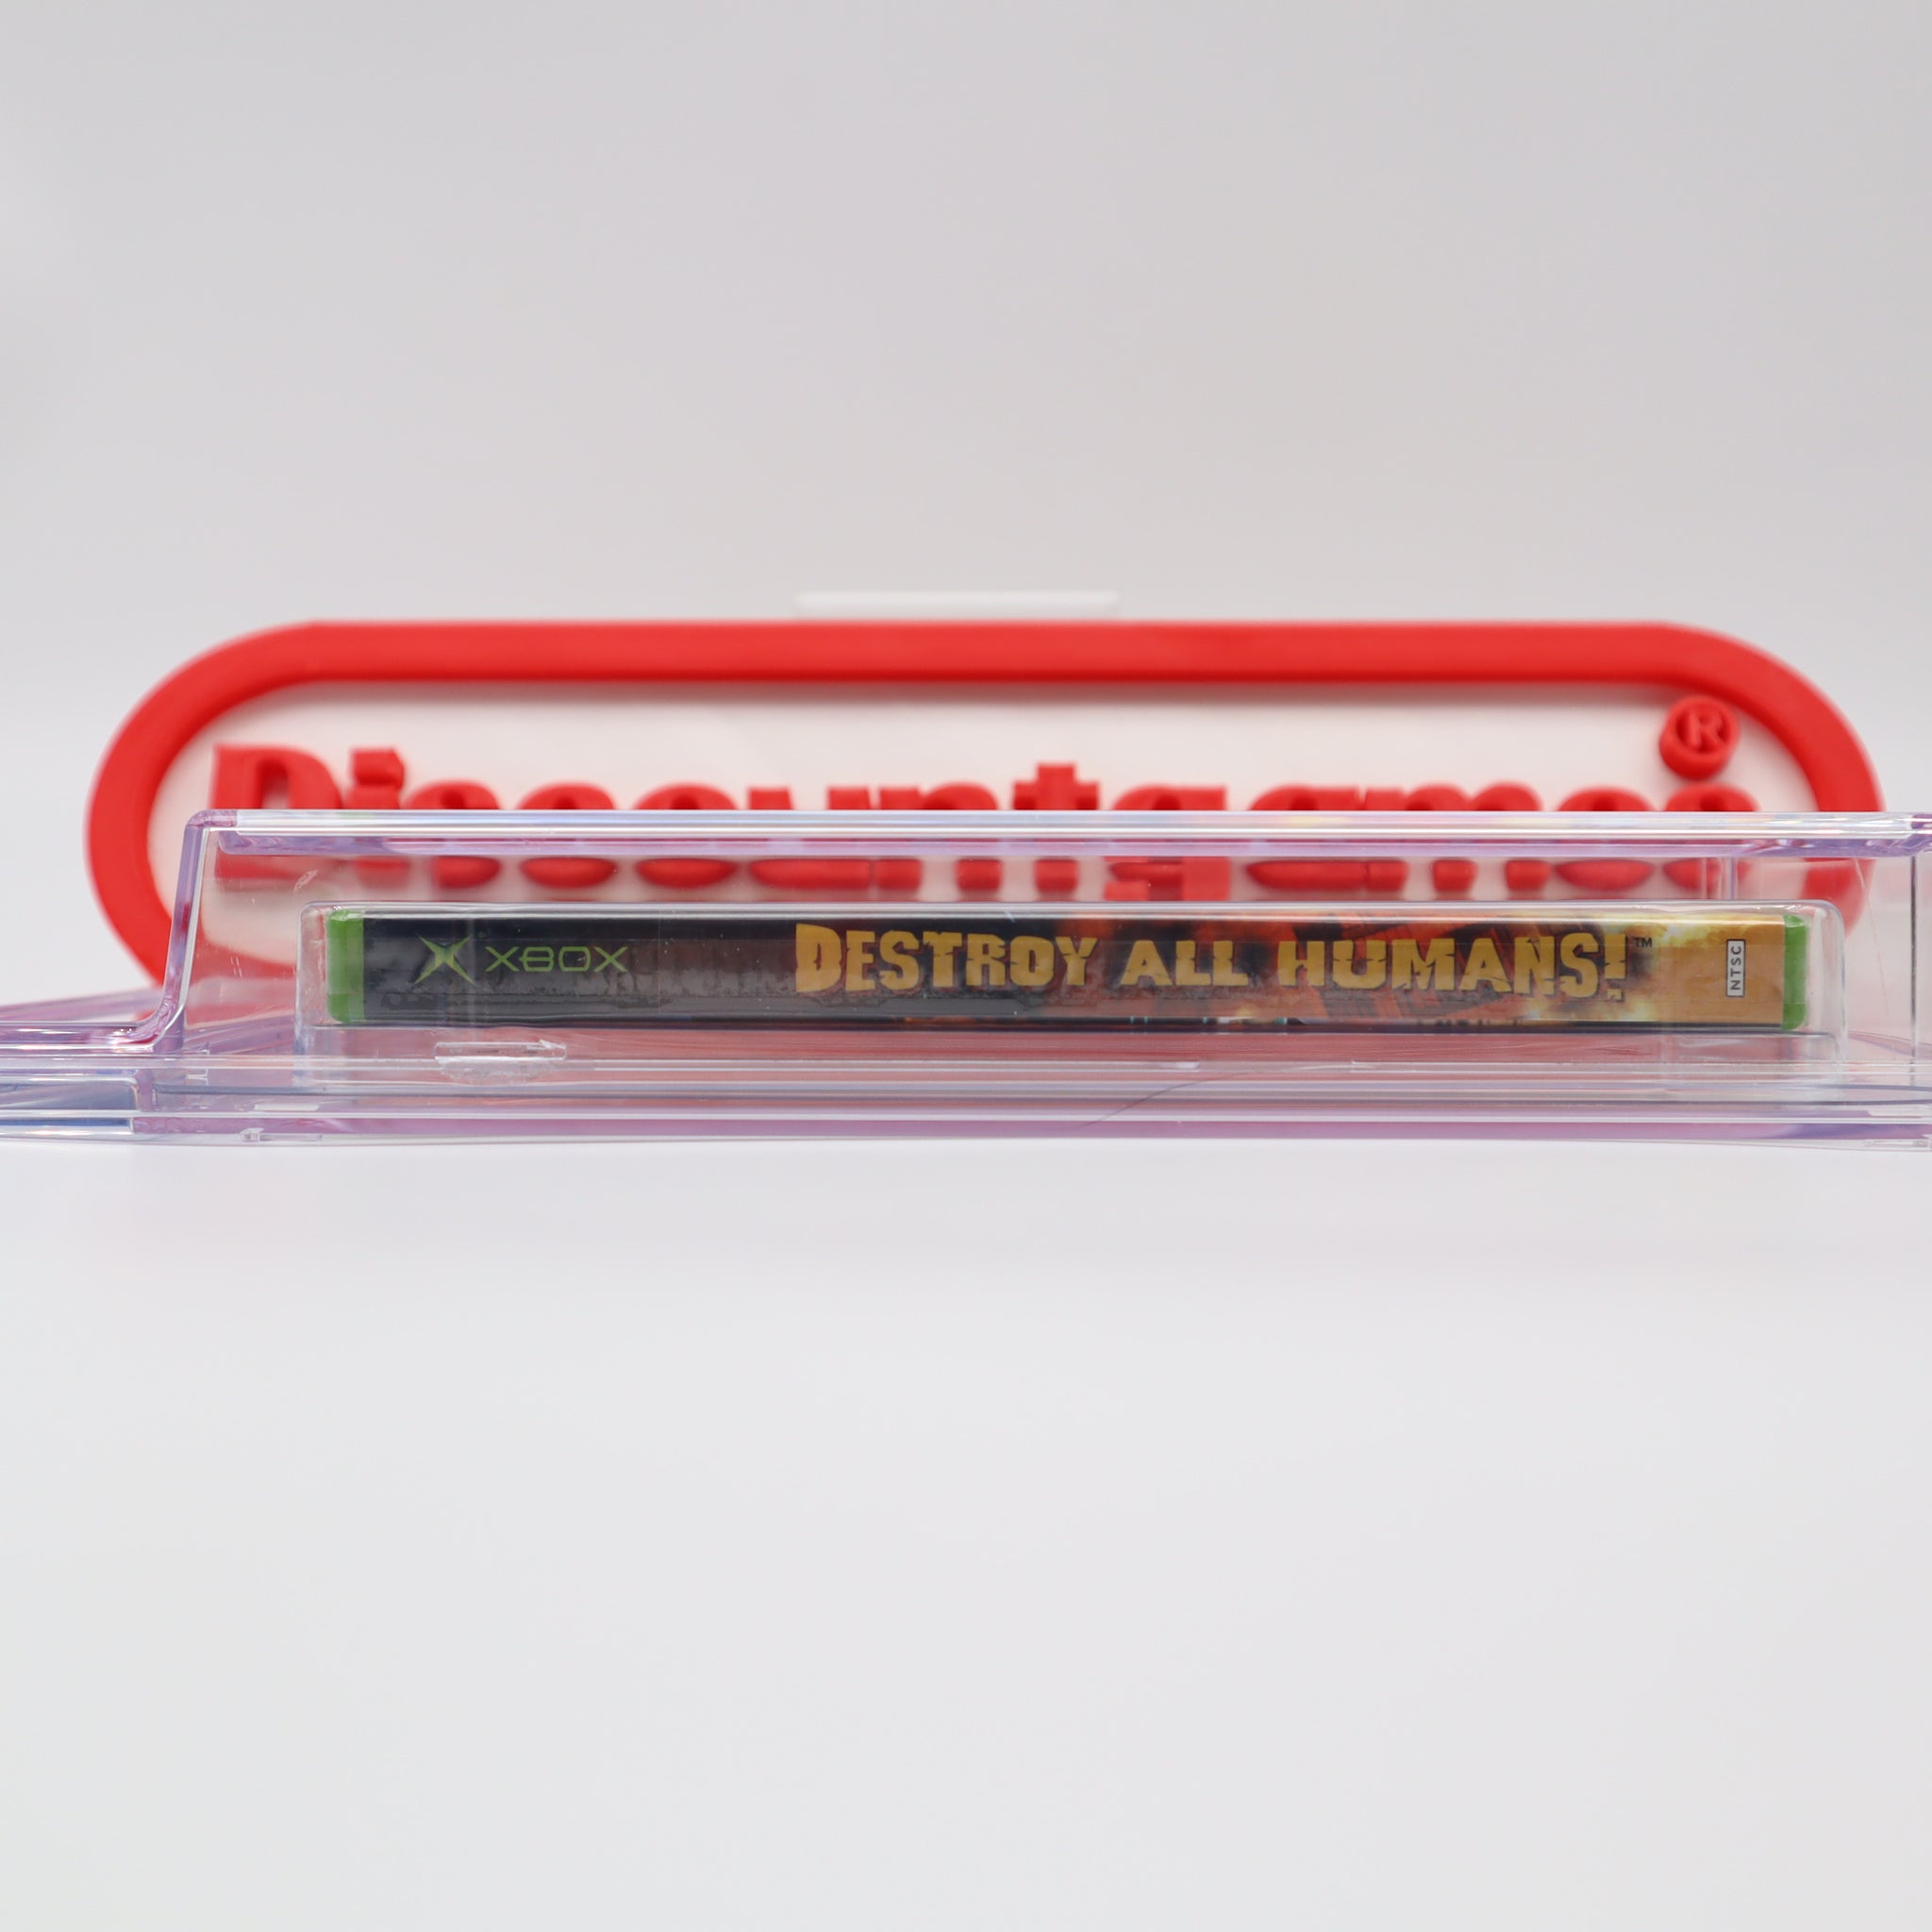 Discountgames®
XBOX
DESTROY ALL HUMANS!™
NTSC